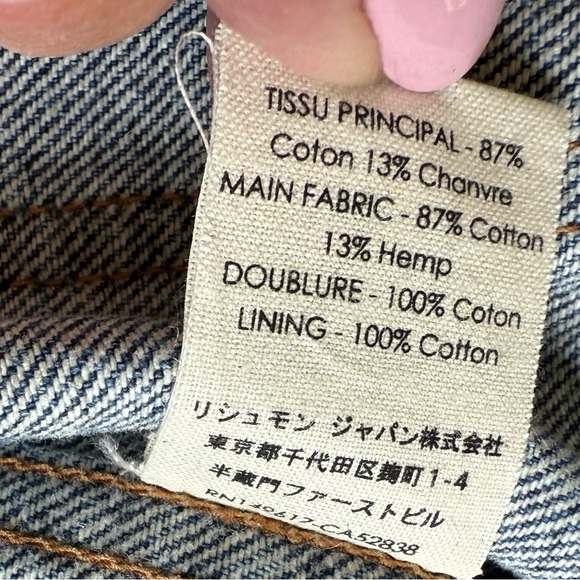 TISSU PRINCIPAL - 87%
Coton 13% Chanvre
MAIN FABRIC - 87% Cotton
13% Hemp
DOUBLURE - 100% Coton
LINING - 100% Cotton
リシュモン ジャパン株式会社
東京都千代田区麹町1-4
半蔵門ファーストビル
RN149617-CA52838